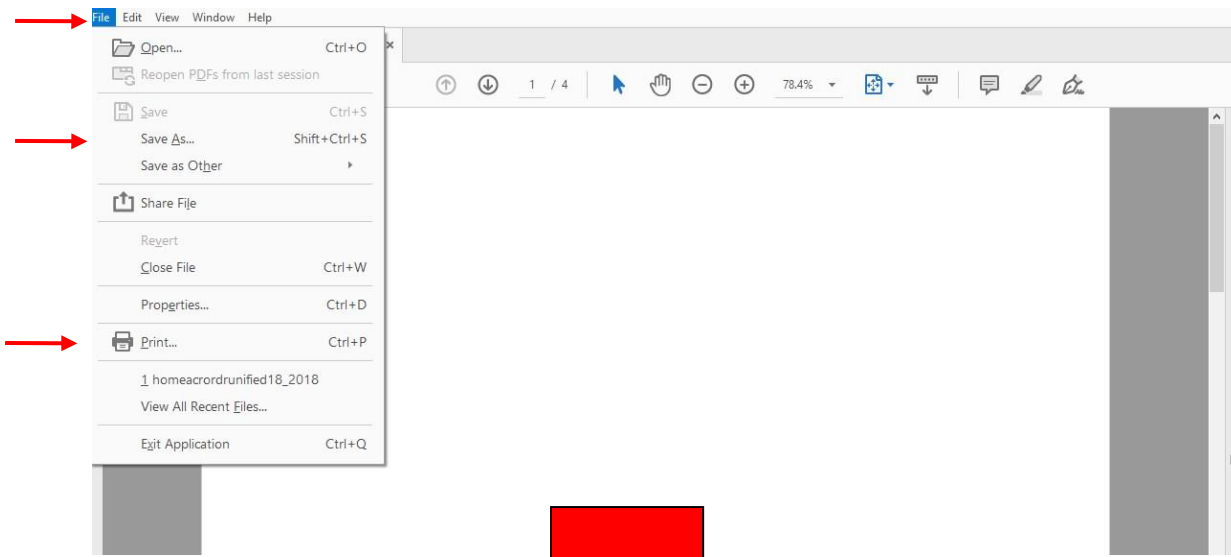 File Edit View Window Help
Open... Ctrl+O
Reopen PDFs from last session
1 / 4 78.4%
Save Ctrl+S
Save As... Shift+Ctrl+S
Save as Other
Share File
Revert
Close File Ctrl+W
Properties... Ctrl+D
Print... Ctrl+P
1 homeacrordrunified18_2018
View All Recent Files...
Exit Application Ctrl+Q